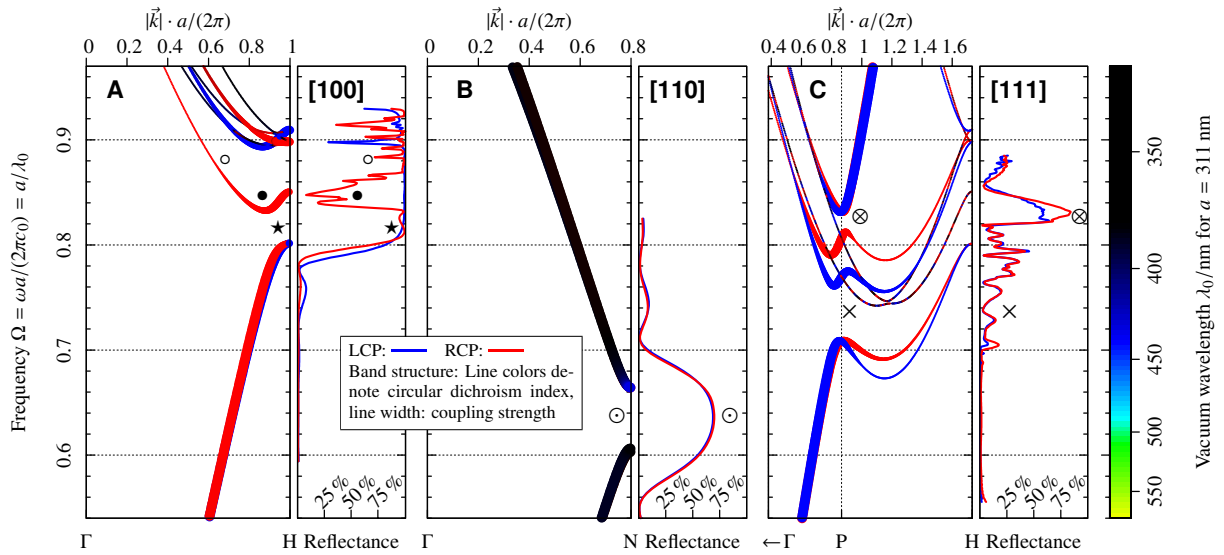 |k⃗| · a/(2π) |k⃗| · a/(2π) |k⃗| · a/(2π)
0 0.2 0.4 0.6 0.8 1 0 0.2 0.4 0.6 0.8 0.4 0.6 0.8 1 1.2 1.4 1.6
A [100] B [110] C [111]
Frequency Ω = ωa/(2πc₀) = a/λ₀
0.9
0.8
0.7
0.6
LCP: RCP:
Band structure: Line colors de-
note circular dichroism index,
line width: coupling strength
25 % 50 % 75 % 25 % 50 % 75 % 25 % 50 % 75 %
Γ H Reflectance Γ N Reflectance ←Γ P H Reflectance
350
400
450
500
550
Vacuum wavelength λ₀/nm for a = 311 nm